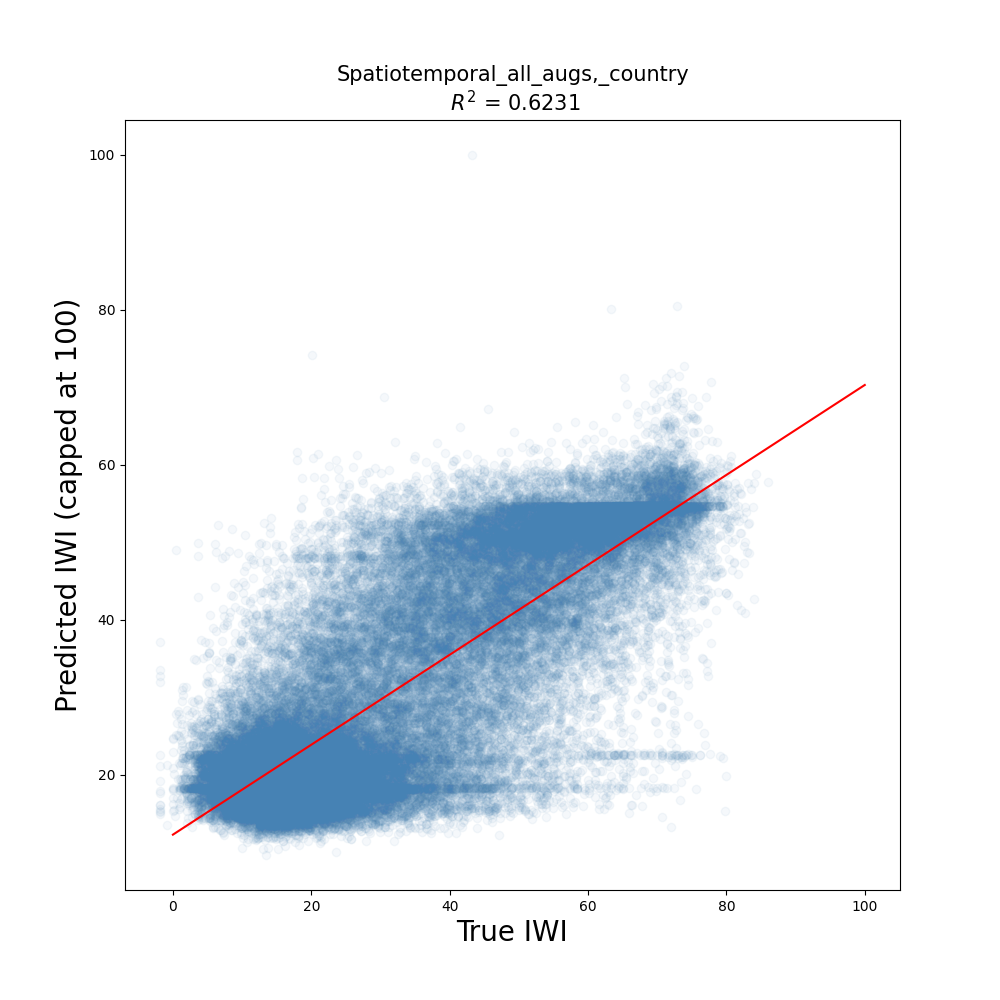 Spatiotemporal_all_augs,_country
R² = 0.6231
100
80
60
40
20
Predicted IWI (capped at 100)
0 20 40 60 80 100
True IWI